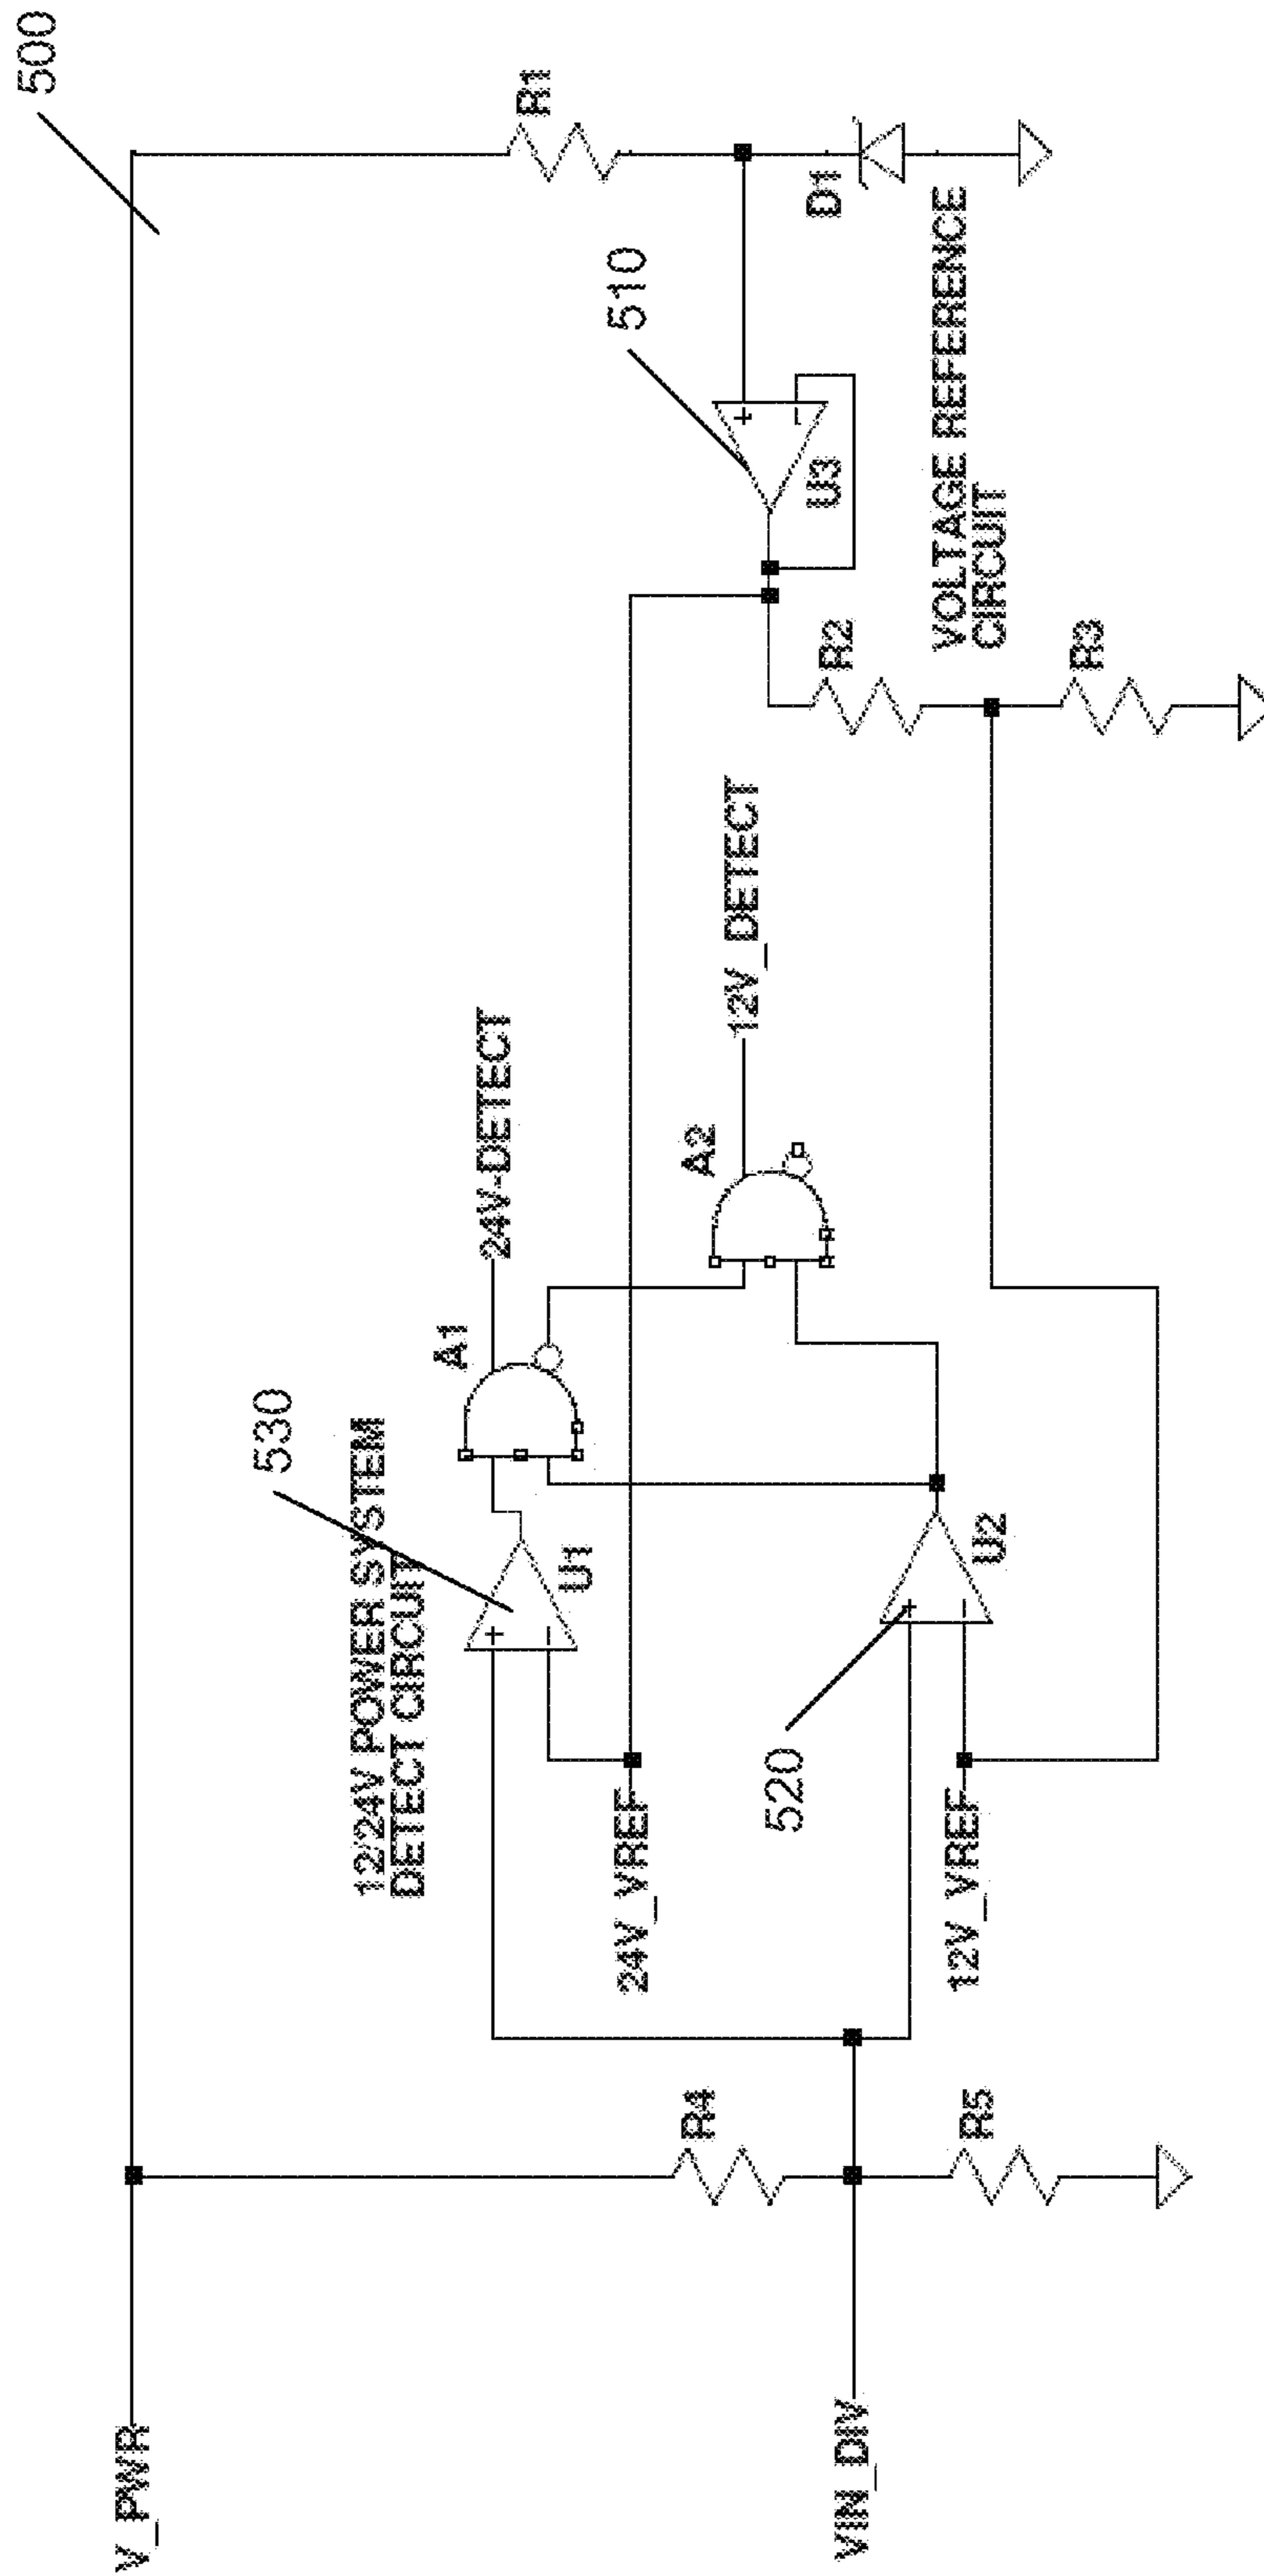 500
V_PWR
12/24V POWER SYSTEM
DETECT CIRCUIT
530
A1
24V-DETECT
R1
U1
510
24V_VREF
A2
12V_DETECT
U3
D1
R4
520
U2
R2
VIN_DIV
R5
12V_VREF
VOLTAGE REFERENCE
CIRCUIT
R3
+
−
+
−
+
−